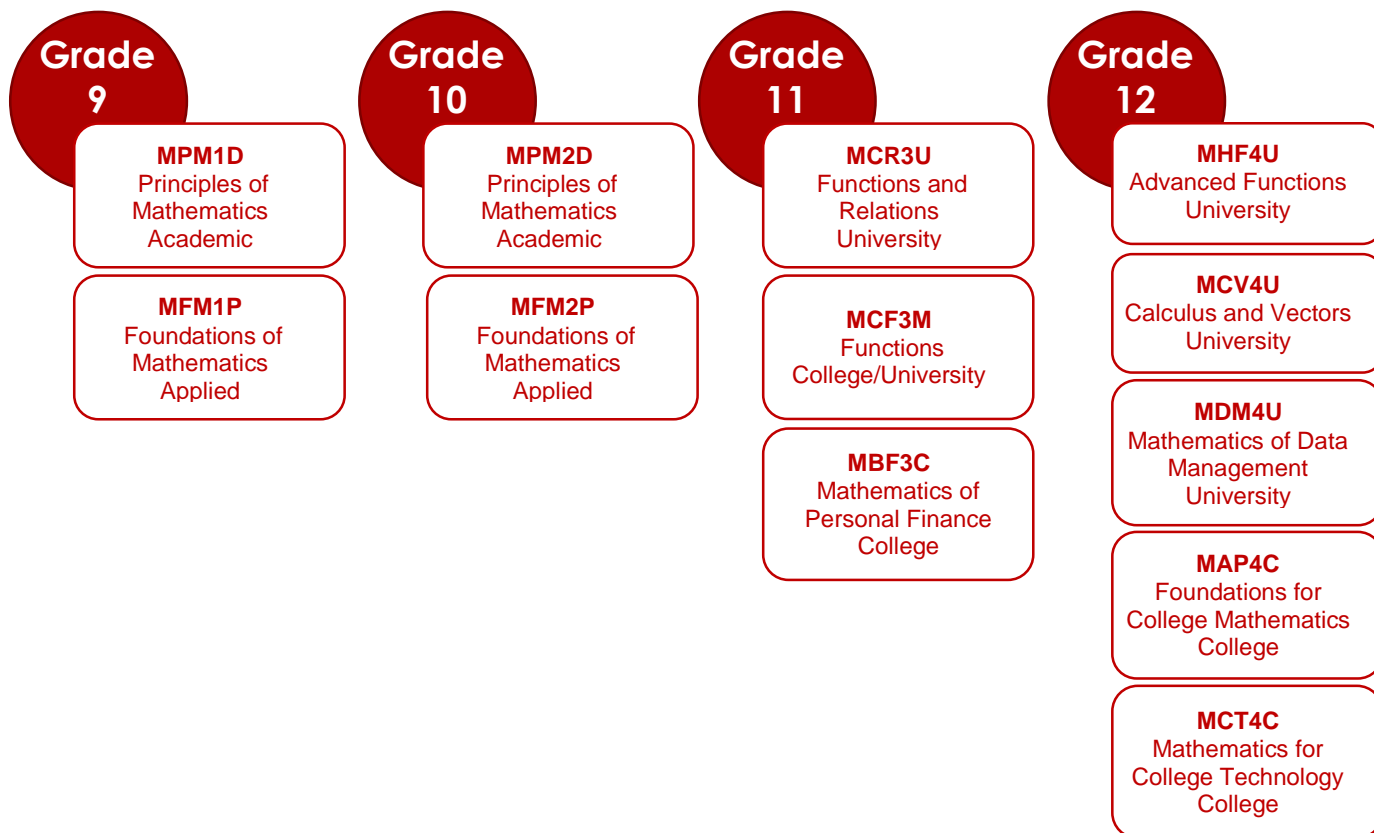 Grade
9
MPM1D
Principles of
Mathematics
Academic
MFM1P
Foundations of
Mathematics
Applied
Grade
10
MPM2D
Principles of
Mathematics
Academic
MFM2P
Foundations of
Mathematics
Applied
Grade
11
MCR3U
Functions and
Relations
University
MCF3M
Functions
College/University
MBF3C
Mathematics of
Personal Finance
College
Grade
12
MHF4U
Advanced Functions
University
MCV4U
Calculus and Vectors
University
MDM4U
Mathematics of Data
Management
University
MAP4C
Foundations for
College Mathematics
College
MCT4C
Mathematics for
College Technology
College